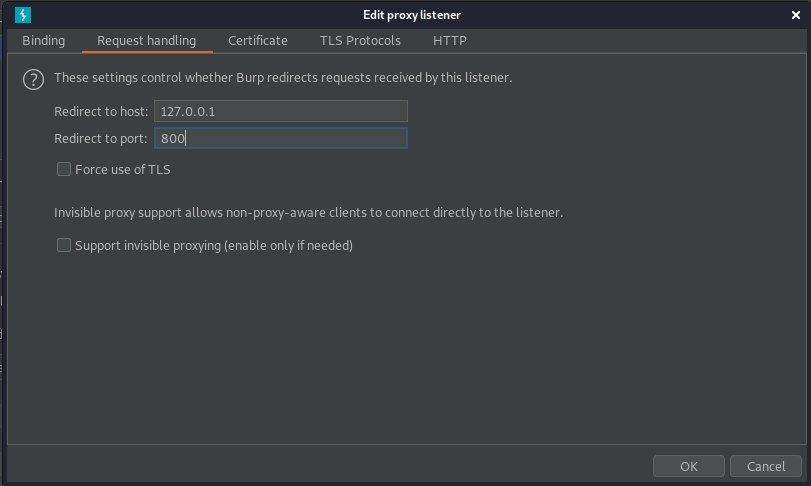 Edit proxy listener
Binding Request handling Certificate TLS Protocols HTTP
? These settings control whether Burp redirects requests received by this listener.
Redirect to host: 127.0.0.1
Redirect to port: 800
Force use of TLS
Invisible proxy support allows non-proxy-aware clients to connect directly to the listener.
Support invisible proxying (enable only if needed)
OK Cancel